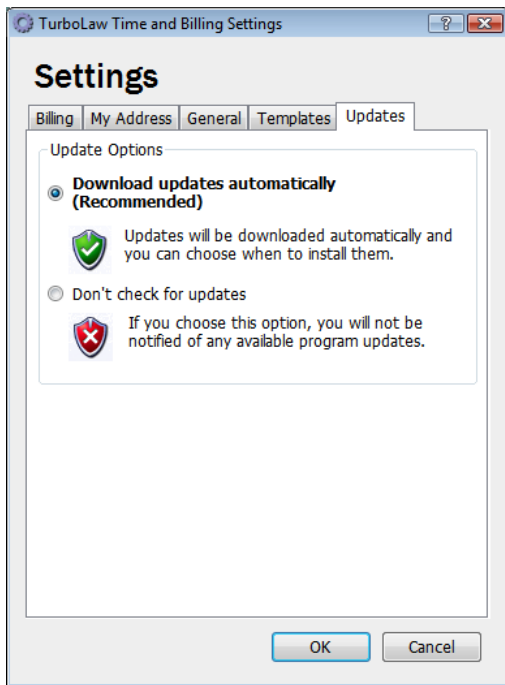 TurboLaw Time and Billing Settings
Settings
Billing My Address General Templates Updates
Update Options
Download updates automatically
(Recommended)
Updates will be downloaded automatically and
you can choose when to install them.
Don't check for updates
If you choose this option, you will not be
notified of any available program updates.
OK Cancel